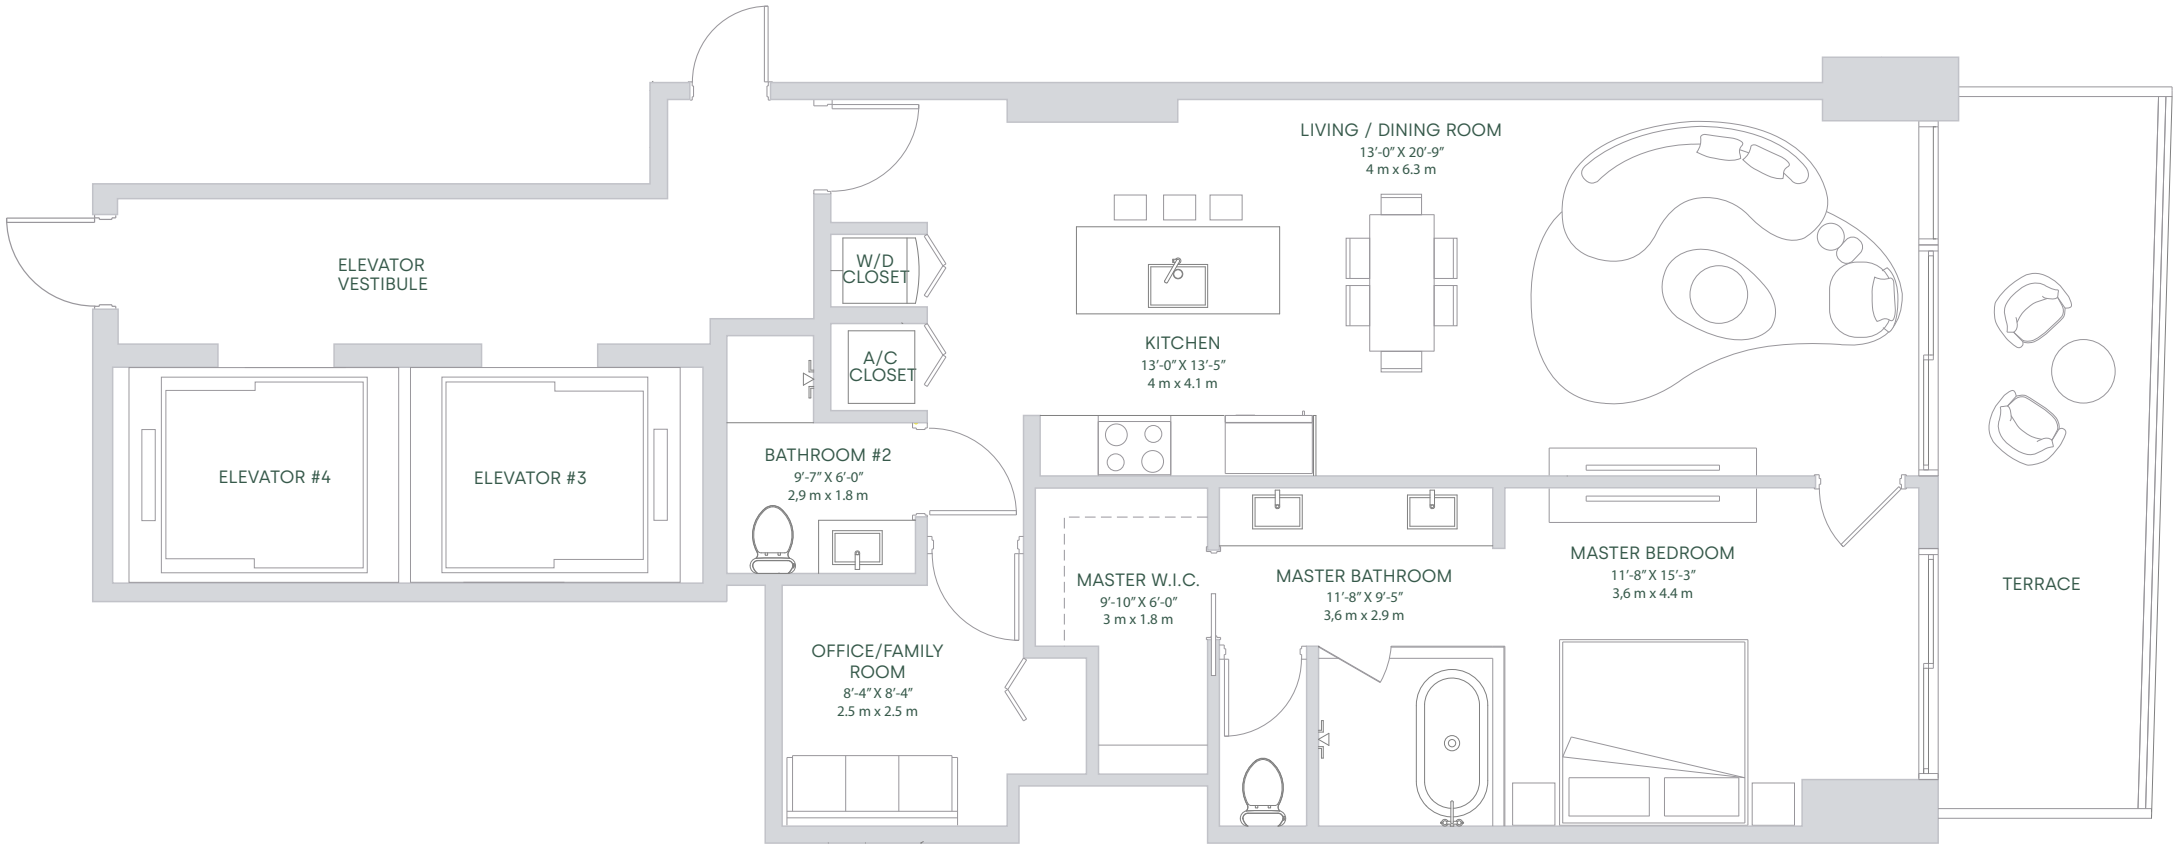 LIVING / DINING ROOM
13'-0" X 20'-9"
4 m x 6.3 m
ELEVATOR
VESTIBULE
W/D
CLOSET
A/C
CLOSET
KITCHEN
13'-0" X 13'-5"
4 m x 4.1 m
ELEVATOR #4
ELEVATOR #3
BATHROOM #2
9'-7" X 6'-0"
2,9 m x 1.8 m
MASTER W.I.C.
9'-10" X 6'-0"
3 m x 1.8 m
MASTER BATHROOM
11'-8" X 9'-5"
3,6 m x 2.9 m
MASTER BEDROOM
11'-8" X 15'-3"
3,6 m x 4.4 m
TERRACE
OFFICE/FAMILY
ROOM
8'-4" X 8'-4"
2.5 m x 2.5 m